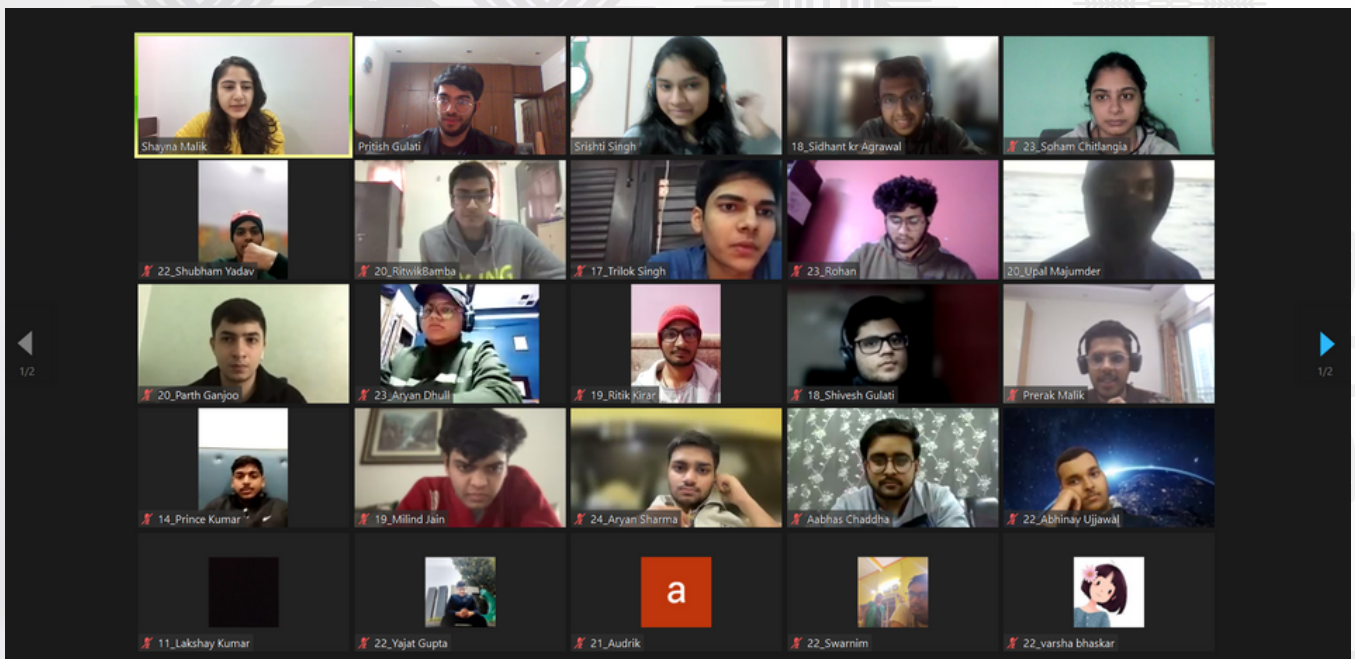 Shayna Malik
Pritish Gulati
Srishti Singh
18_Sidhant kr Agrawal
23_Soham Chitlangia
22_Shubham Yadav
20_RitwikBamba
17_Trilok Singh
23_Rohan
20_Upal Majumder
1/2
1/2
20_Parth Ganjoo
23_Aryan Dhull
19_Ritik Kirar
18_Shivesh Gulati
Prerak Malik
14_Prince Kumar
19_Milind Jain
24_Aryan Sharma
Aabhas Chaddha
22_Abhinay Ujjawal
a
11_Lakshay Kumar
22_Yajat Gupta
21_Audrik
22_Swarnim
22_varsha bhaskar